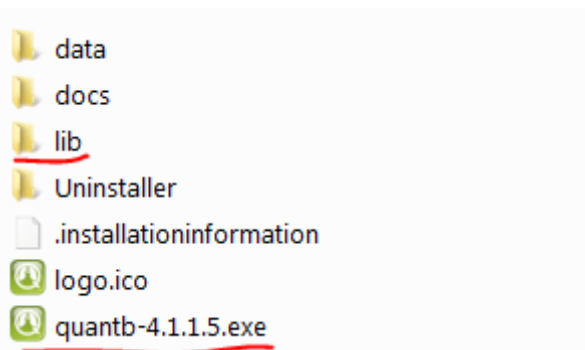 data
docs
lib
Uninstaller
.installationinformation
logo.ico
quantb-4.1.1.5.exe